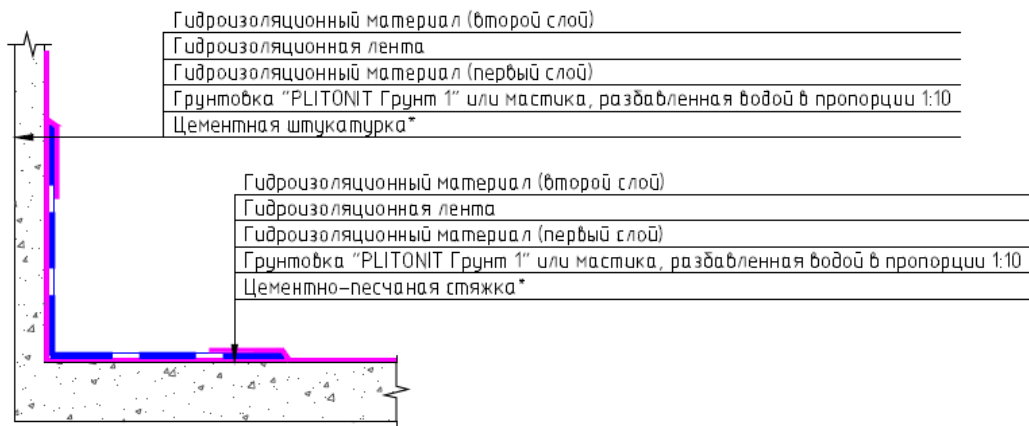 Гидроизоляционный материал (второй слой)
Гидроизоляционная лента
Гидроизоляционный материал (первый слой)
Грунтовка "PLITONIT Грунт 1" или мастика, разбавленная водой в пропорции 1:10
Цементная штукатурка*
Гидроизоляционный материал (второй слой)
Гидроизоляционная лента
Гидроизоляционный материал (первый слой)
Грунтовка "PLITONIT Грунт 1" или мастика, разбавленная водой в пропорции 1:10
Цементно-песчаная стяжка*